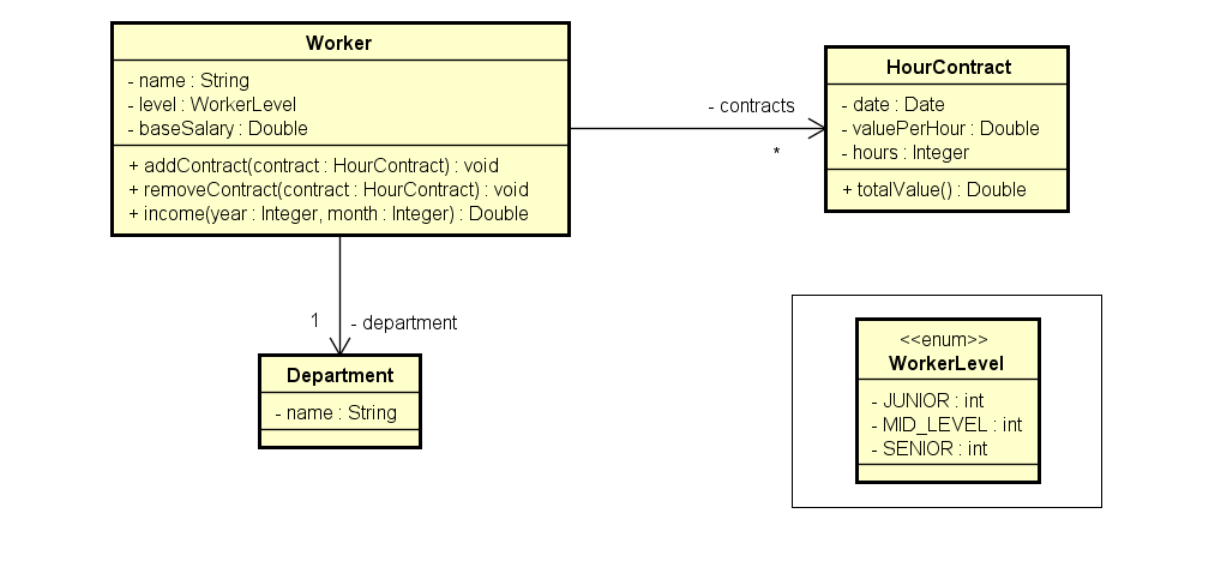 Worker
- name : String
- level : WorkerLevel
- baseSalary : Double
+ addContract(contract : HourContract) : void
+ removeContract(contract : HourContract) : void
+ income(year : Integer, month : Integer) : Double
- contracts
*
HourContract
- date : Date
- valuePerHour : Double
- hours : Integer
+ totalValue() : Double
1
- department
Department
- name : String
<<enum>>
WorkerLevel
- JUNIOR : int
- MID_LEVEL : int
- SENIOR : int